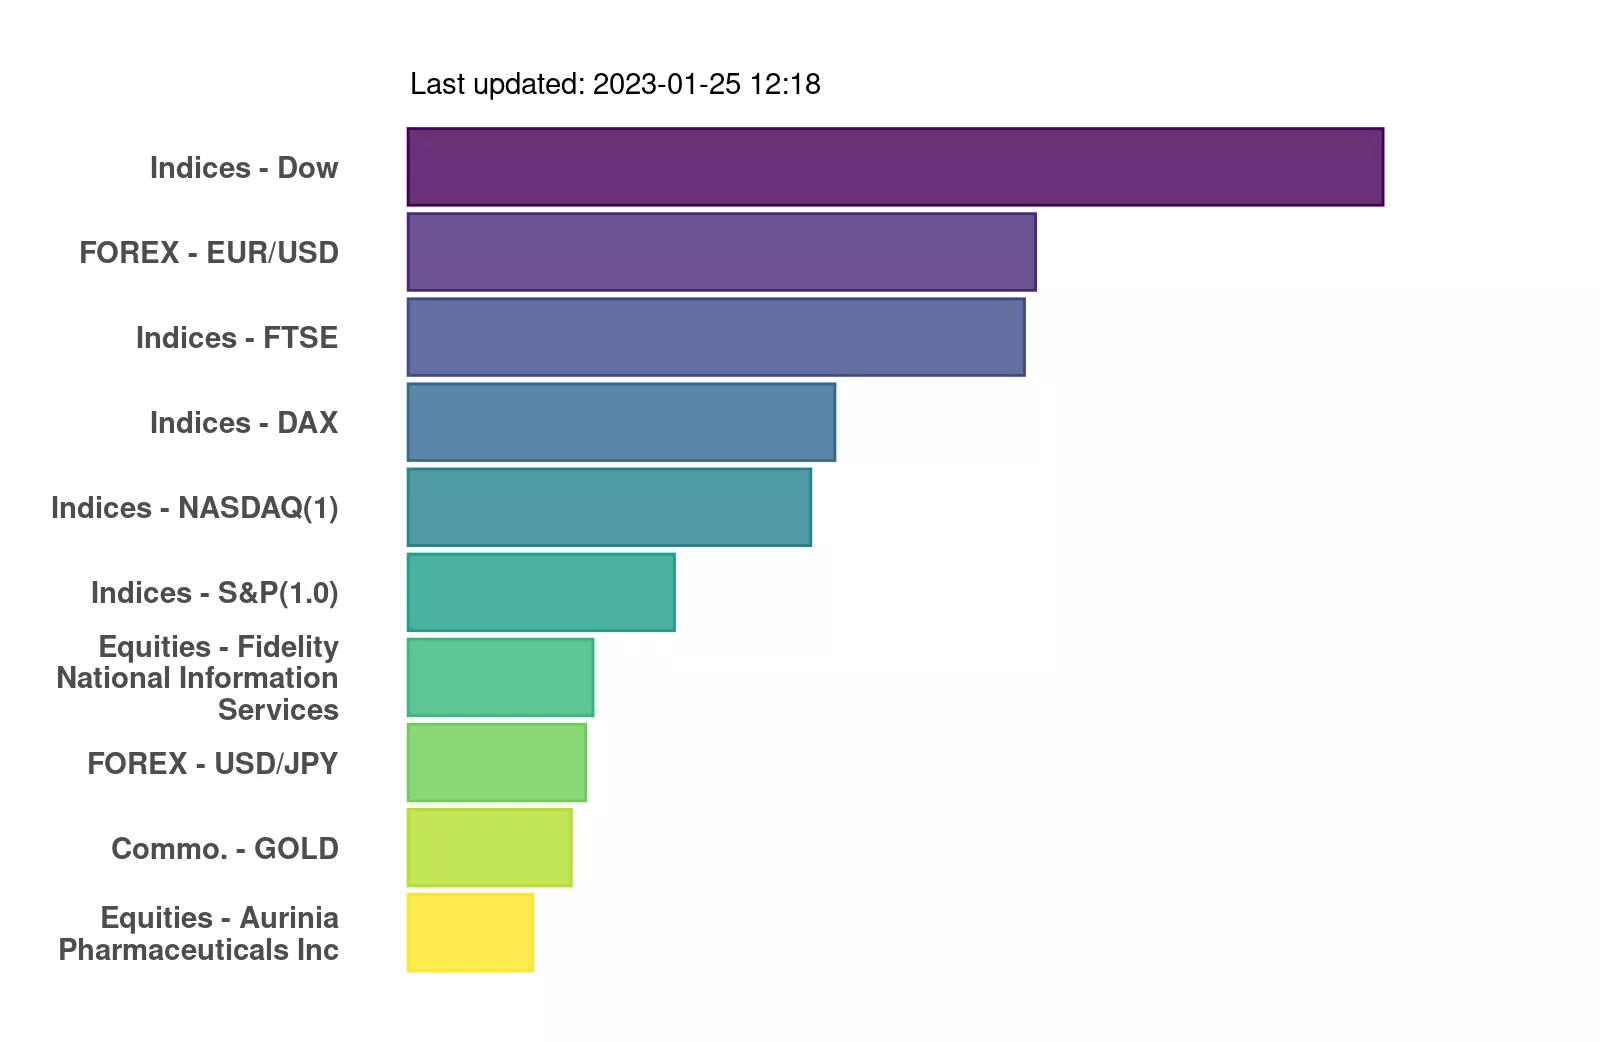 Last updated: 2023-01-25 12:18
Indices - Dow
FOREX - EUR/USD
Indices - FTSE
Indices - DAX
Indices - NASDAQ(1)
Indices - S&P(1.0)
Equities - Fidelity
National Information
Services
FOREX - USD/JPY
Commo. - GOLD
Equities - Aurinia
Pharmaceuticals Inc